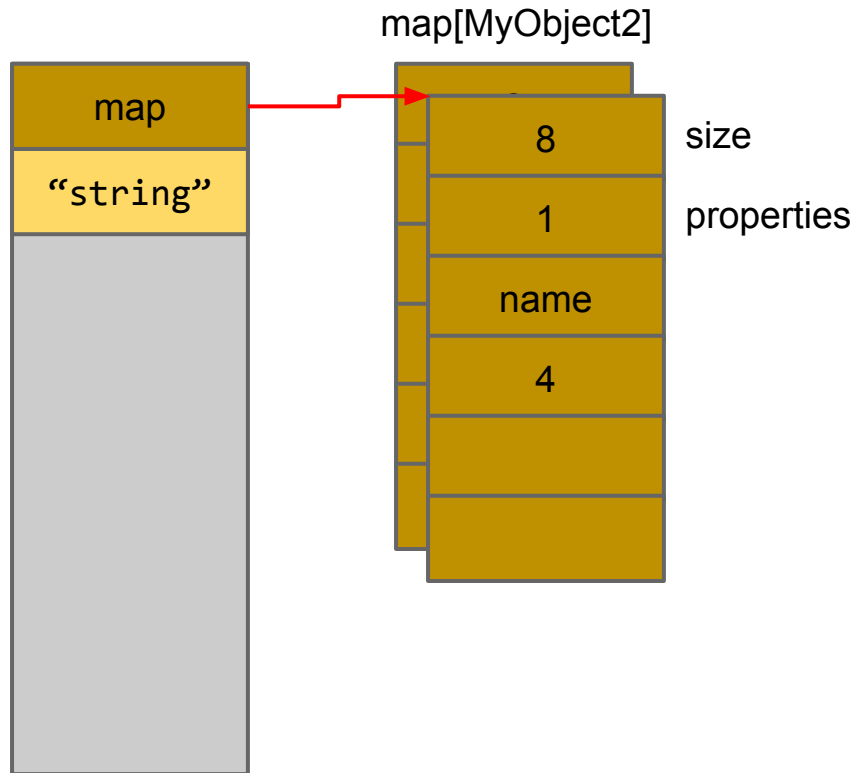 map[MyObject2]
map
“string”
8 size
1 properties
name
4